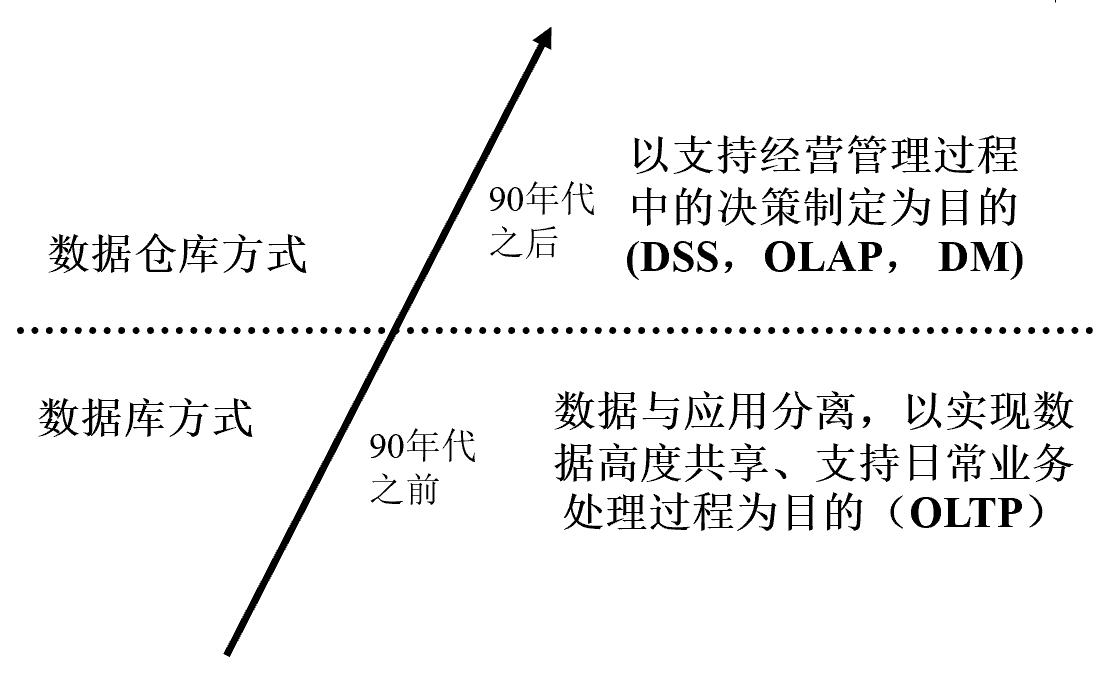 以支持经营管理过程
中的决策制定为目的
(DSS，OLAP， DM)
90年代
之后
数据仓库方式
数据与应用分离，以实现数
据高度共享、支持日常业务
处理过程为目的（OLTP）
数据库方式
90年代
之前